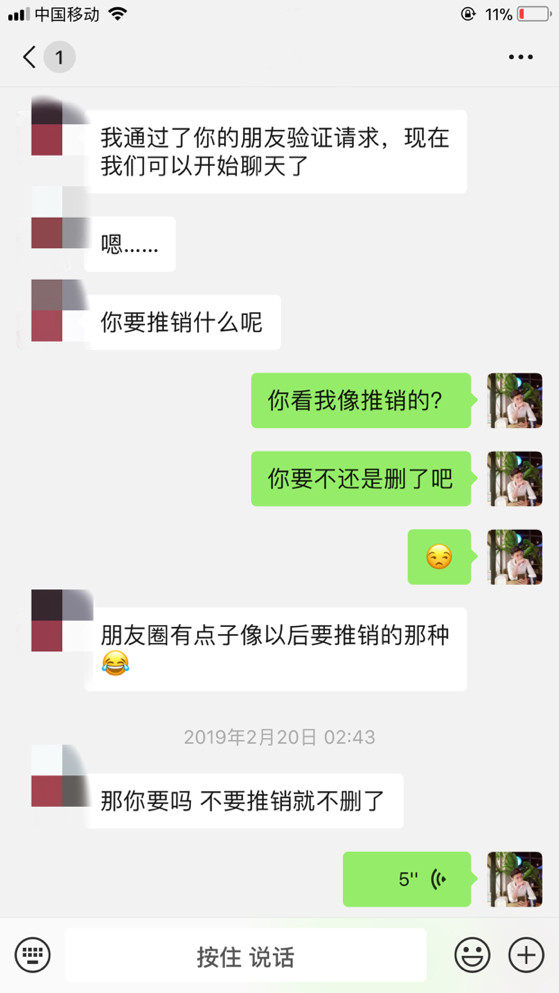 中国移动 11%
1
我通过了你的朋友验证请求，现在
我们可以开始聊天了
嗯……
你要推销什么呢
你看我像推销的？
你要不还是删了吧
朋友圈有点子像以后要推销的那种
2019年2月20日 02:43
那你要吗 不要推销就不删了
5"
按住 说话